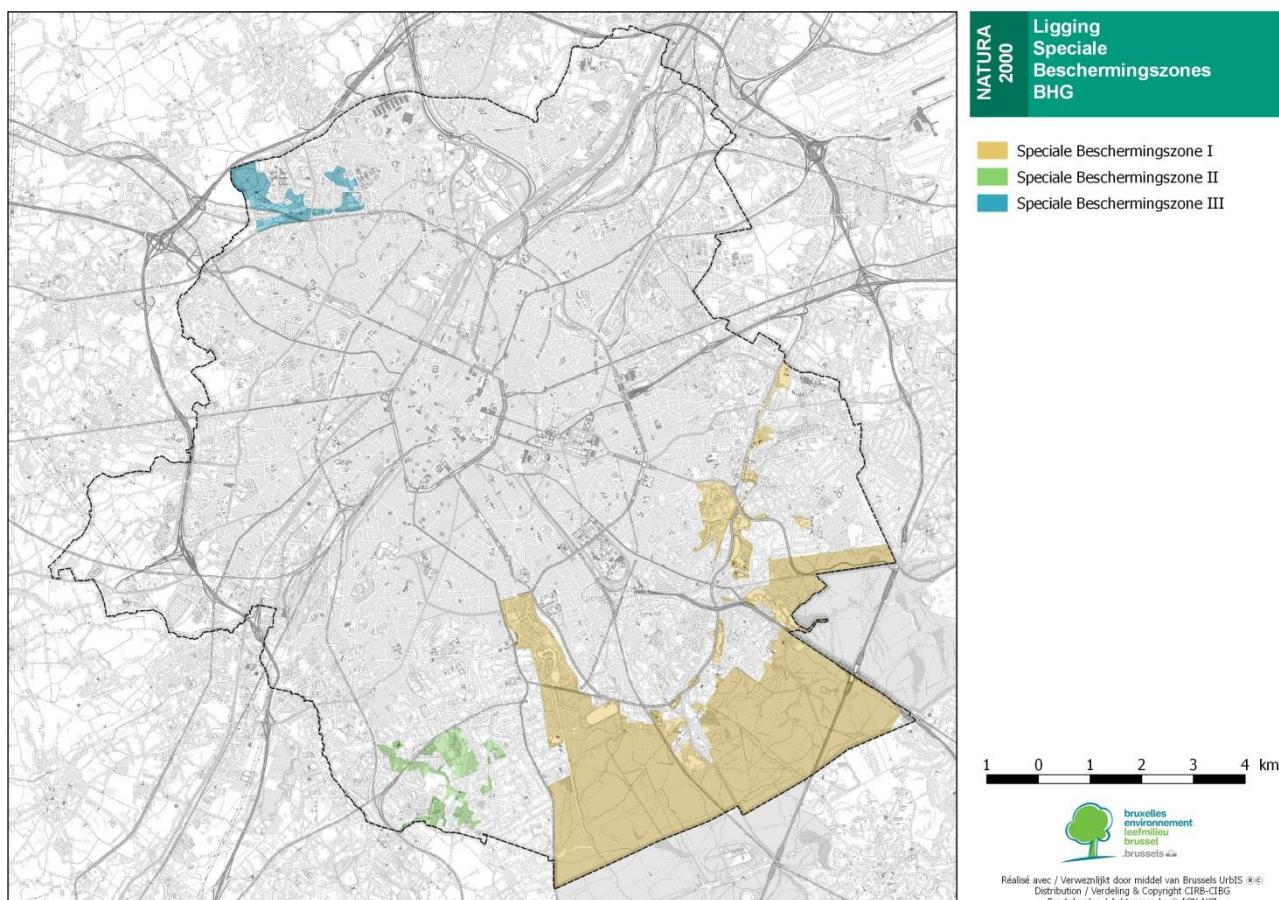 NATURA
2000
Ligging
Speciale
Beschermingszones
BHG
Speciale Beschermingszone I
Speciale Beschermingszone II
Speciale Beschermingszone III
1 0 1 2 3 4 km
bruxelles
environnement
leefmilieu
brussel
.brussels
Réalisé avec / Verweznlijkt door middel van Brussels UrbIS ®©
Distribution / Verdeling & Copyright CIRB-CIBG